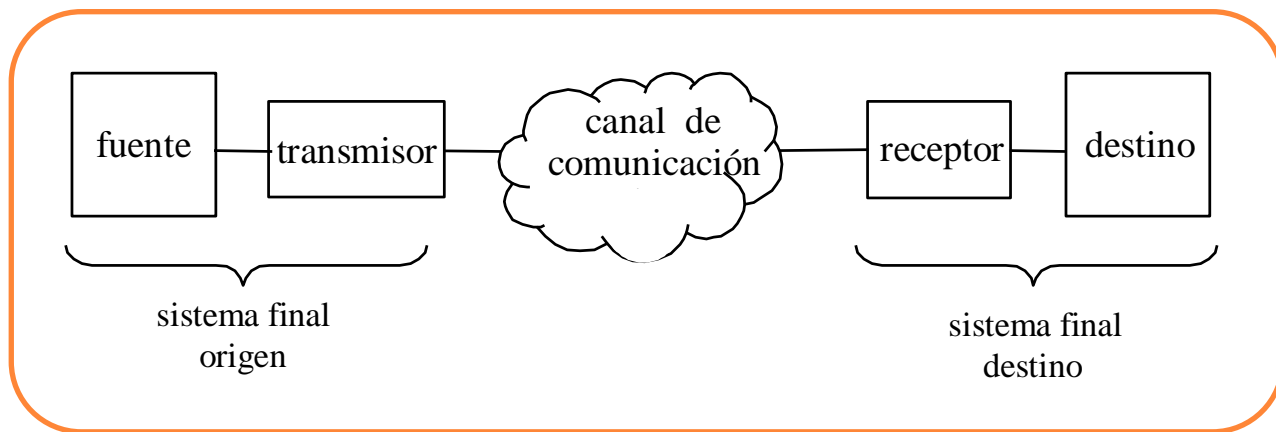 fuente
transmisor
canal de
comunicación
receptor
destino
sistema final
origen
sistema final
destino